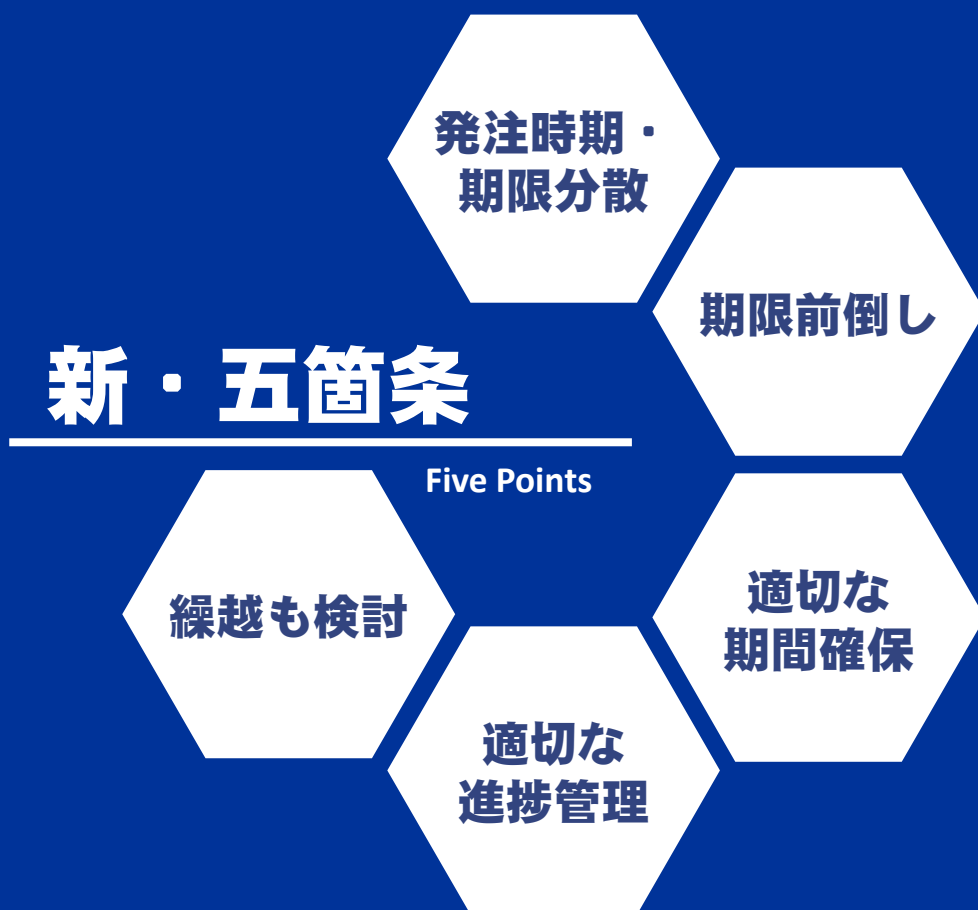 新・五箇条
Five Points
発注時期・
期限分散
期限前倒し
適切な
期間確保
適切な
進捗管理
繰越も検討